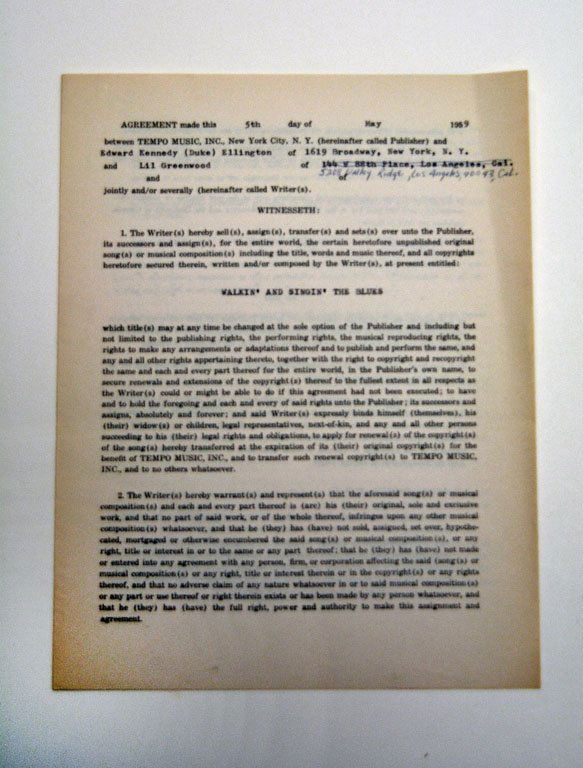 AGREEMENT made this 5th day of May 1959
between TEMPO MUSIC, INC., New York City, N. Y. (hereinafter called Publisher) and
Edward Kennedy (Duke) Ellington of 1619 Broadway, New York, N. Y.
and Lil Greenwood of 144 W 88th Place, Los Angeles, Cal.
Valley Ridge, Los Angeles, 90043, Cal.
and of
jointly and/or severally (hereinafter called Writer(s).
WITNESSETH:
1. The Writer(s) hereby sell(s), assign(s), transfer(s) and sets(s) over unto the Publisher,
its successors and assign(s), for the entire world, the certain heretofore unpublished original
song(s) or musical composition(s) including the title, words and music thereof, and all copyrights
heretofore secured therein, written and/or composed by the Writer(s), at present entitled:
WALKIN' AND SINGIN' THE BLUES
which title(s) may at any time be changed at the sole option of the Publisher and including but
not limited to the publishing rights, the performing rights, the musical reproducing rights, the
rights to make any arrangements or adaptations thereof and to publish and perform the same, and
any and all other rights appertaining thereto, together with the right to copyright and recopyright
the same and each and every part thereof for the entire world, in the Publisher's own name, to
secure renewals and extensions of the copyright(s) thereof to the fullest extent in all respects as
the Writer(s) could or might be able to do if this agreement had not been executed; to have
and to hold the foregoing and each and every of said rights unto the Publisher; its successors and
assigns, absolutely and forever; and said Writer(s) expressly binds himself (themselves), his
(their) widow(s) or children, legal representatives, next-of-kin, and any and all other persons
succeeding to his (their) legal rights and obligations, to apply for renewal(s) of the copyright(s)
of the song(s) hereby transferred at the expiration of its (their) original copyright(s) for the
benefit of TEMPO MUSIC, INC., and to transfer such renewal copyright(s) to TEMPO MUSIC,
INC., and to no others whatsoever.
2. The Writer(s) hereby warrant(s) and represent(s) that the aforesaid song(s) or musical
composition(s) and each and every part thereof is (are) his (their) original, sole and exclusive
work, and that no part of said work, or of the whole thereof, infringes upon any other musical
composition(s) whatsoever, and that he (they) has (have) not sold, assigned, set over, hypothe-
cated, mortgaged or otherwise encumbered the said song(s) or musical composition(s), or any
right, title or interest in or to the same or any part thereof; that he (they) has (have) not made
or entered into any agreement with any person, firm, or corporation affecting the said (song(s) or
musical composition(s) or any right, title or interest therein or in the copyright(s) or any rights
thereof, and that no adverse claim of any nature whatsoever in or to said musical composition(s)
or any part or use thereof or right therein exists or has been made by any person whatsoever, and
that he (they) has (have) the full right, power and authority to make this assignment and
agreement.